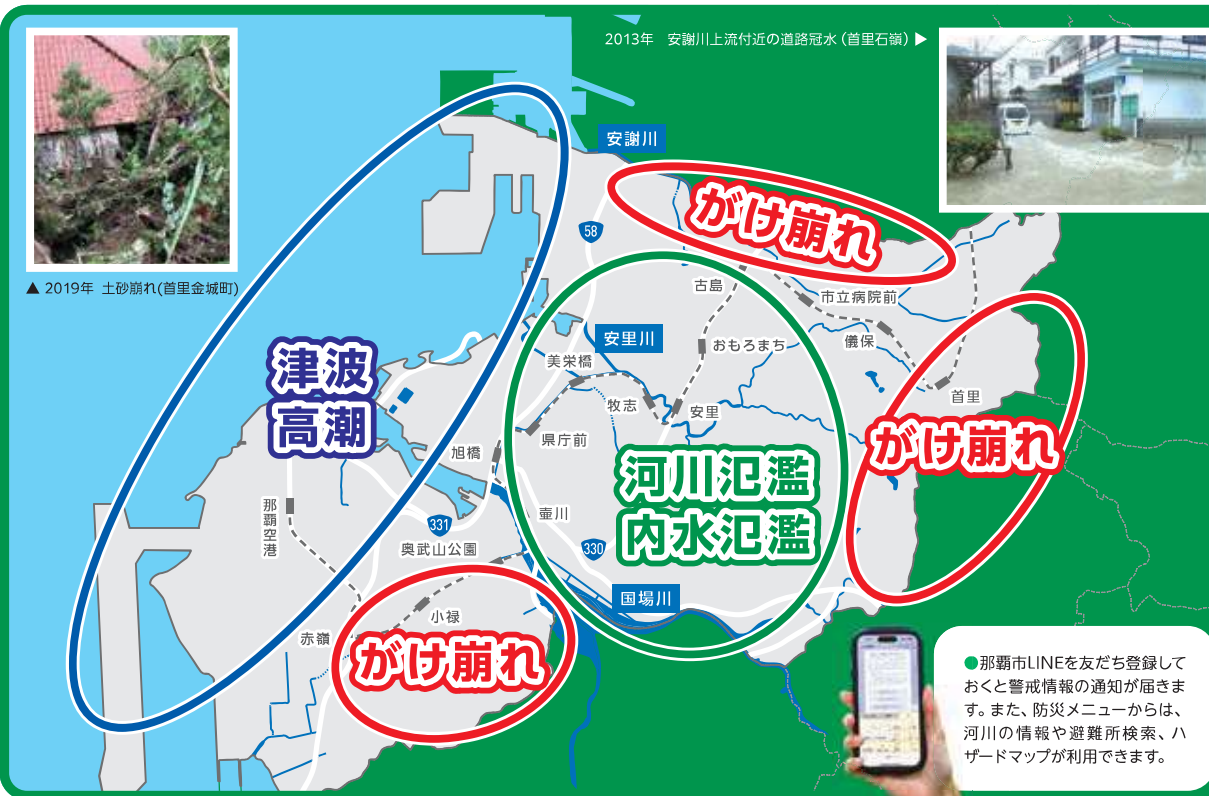 2013年 安謝川上流付近の道路冠水（首里石嶺）▶
▲ 2019年 土砂崩れ(首里金城町)
安謝川
がけ崩れ
58
古島
市立病院前
安里川
おもろまち
儀保
美栄橋
首里
牧志
安里
津波
高潮
県庁前
旭橋
がけ崩れ
河川氾濫
内水氾濫
那覇空港
壺川
331
330
奥武山公園
国場川
小禄
赤嶺
がけ崩れ
●那覇市LINEを友だち登録して
おくと警戒情報の通知が届きま
す。また、防災メニューからは、
河川の情報や避難所検索、ハ
ザードマップが利用できます。